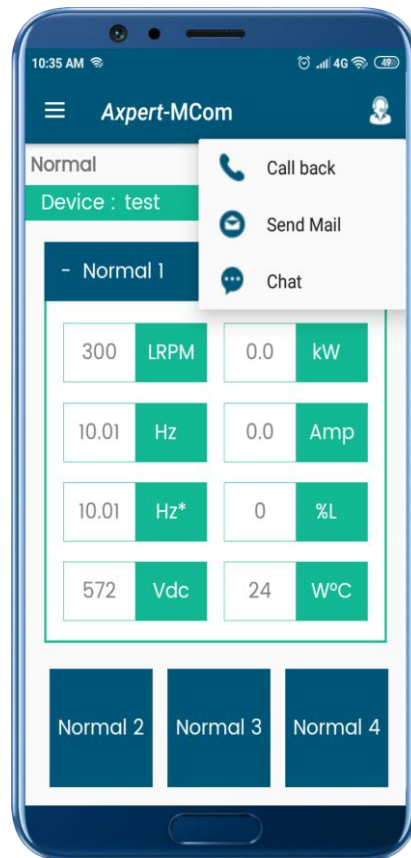 10:35 AM 4G 49
Axpert-MCom
Normal
Call back
Device : test
Send Mail
- Normal 1
Chat
300 LRPM 0.0 kW
10.01 Hz 0.0 Amp
10.01 Hz* 0 %L
572 Vdc 24 WºC
Normal 2 Normal 3 Normal 4